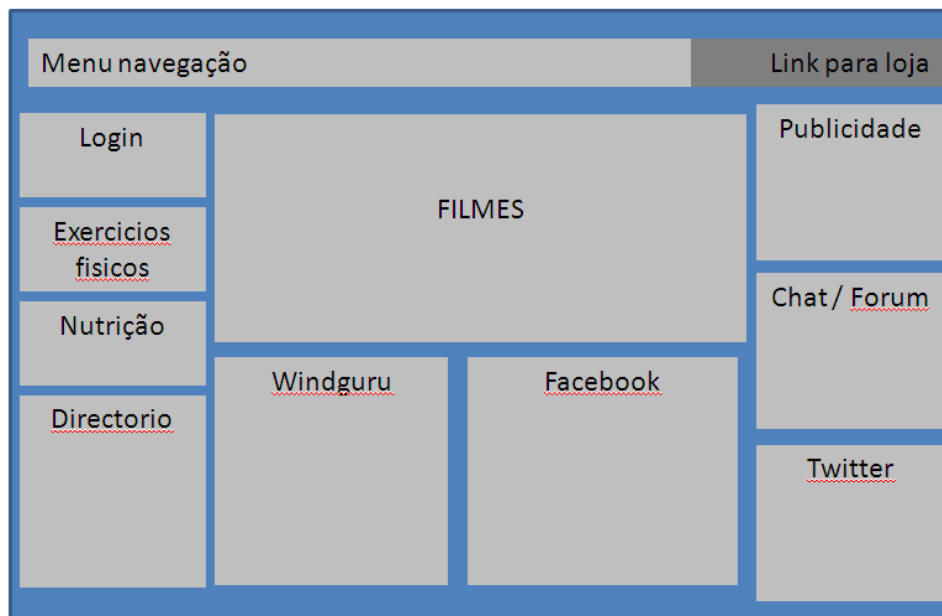 Menu navegação
Link para loja
Login
Exercicios
fisicos
Nutrição
Directorio
FILMES
Windguru
Facebook
Publicidade
Chat / Forum
Twitter